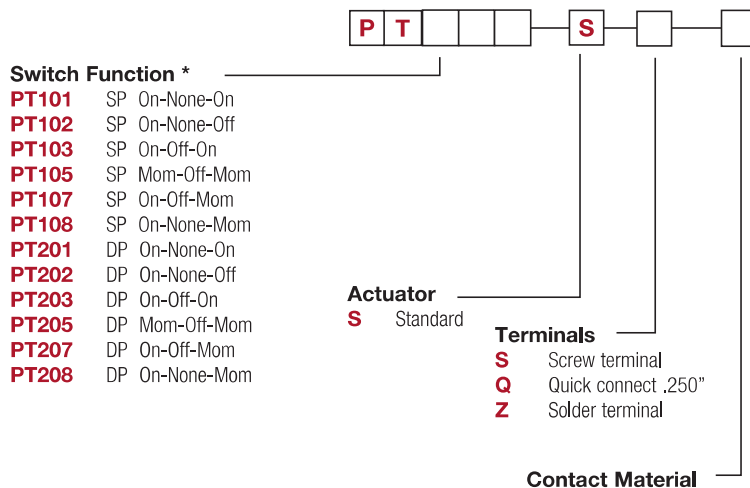 P T S
Switch Function *
PT101 SP On-None-On
PT102 SP On-None-Off
PT103 SP On-Off-On
PT105 SP Mom-Off-Mom
PT107 SP On-Off-Mom
PT108 SP On-None-Mom
PT201 DP On-None-On
PT202 DP On-None-Off
PT203 DP On-Off-On
PT205 DP Mom-Off-Mom
PT207 DP On-Off-Mom
PT208 DP On-None-Mom
Actuator
S Standard
Terminals
S Screw terminal
Q Quick connect .250”
Z Solder terminal
Contact Material